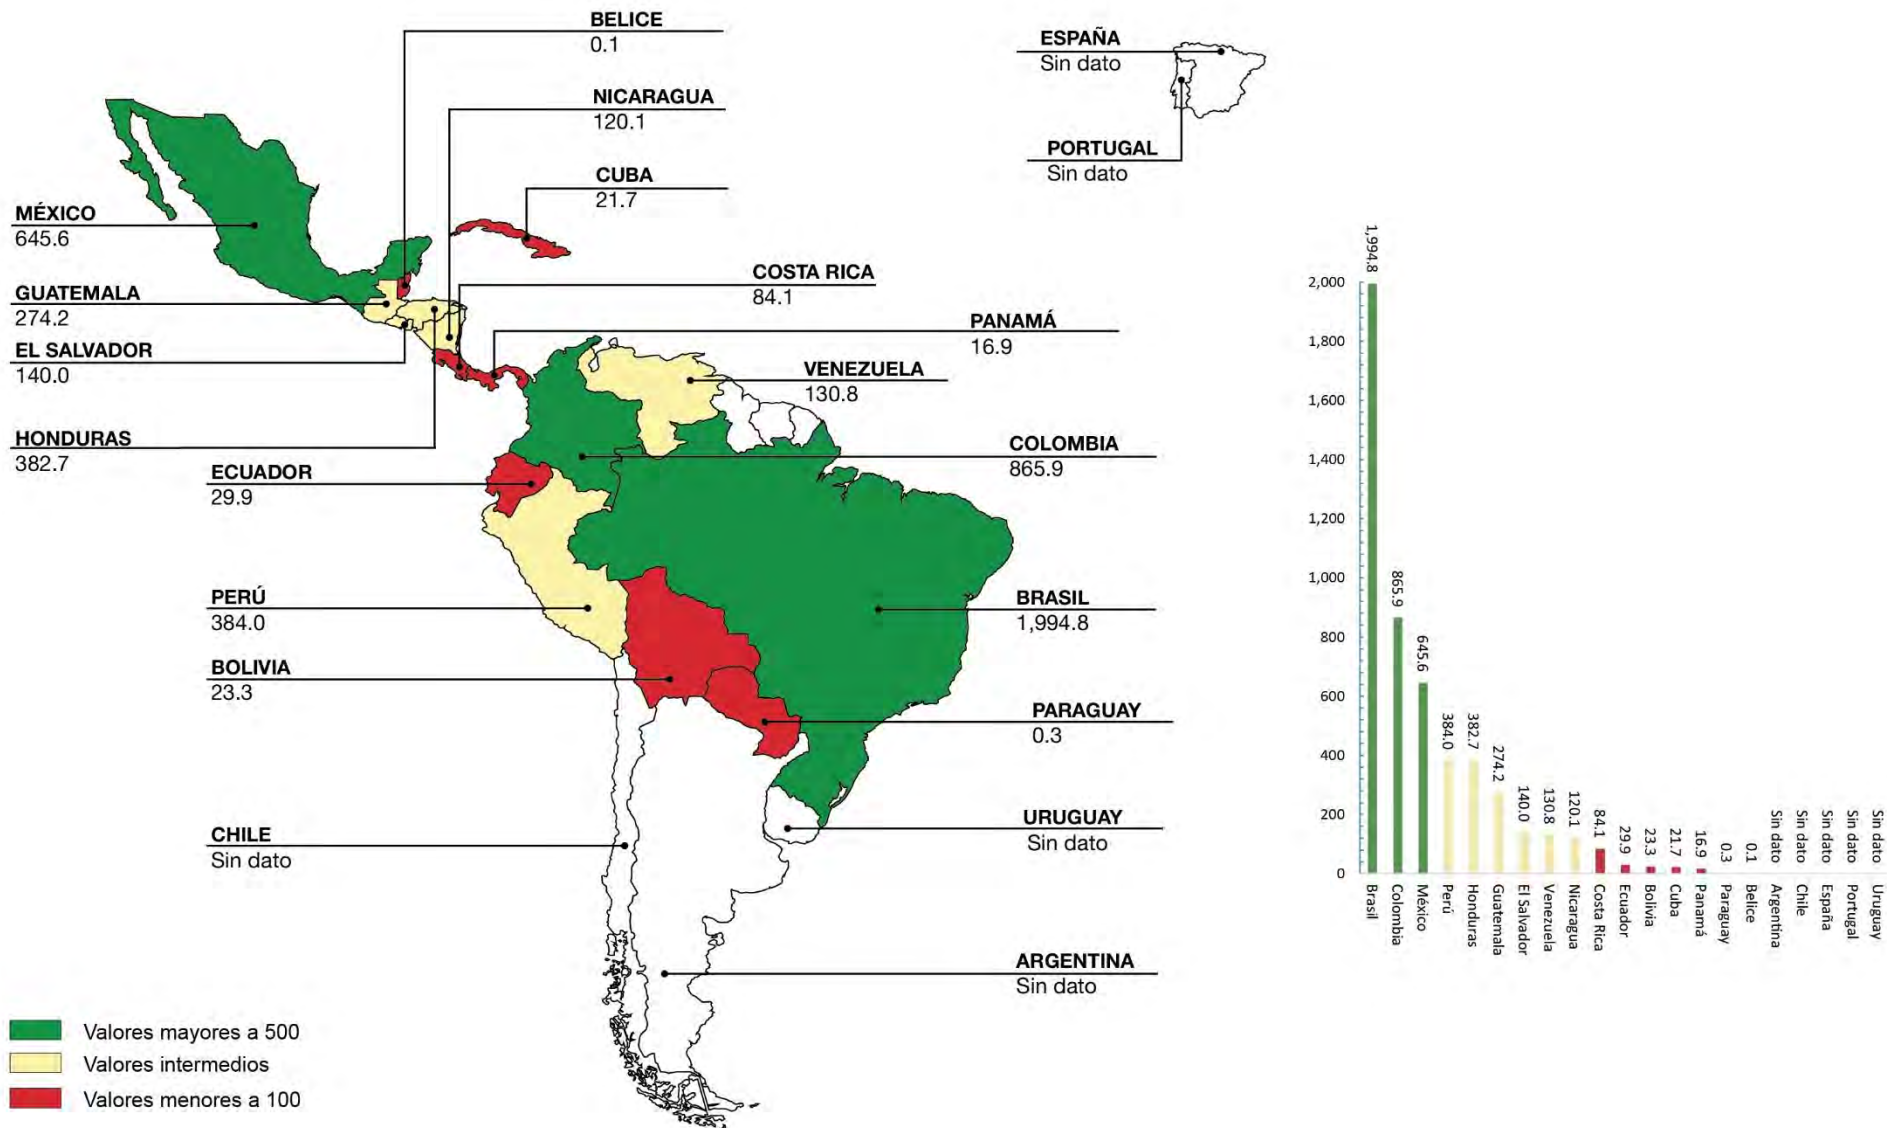 BELICE
0.1
ESPAÑA
Sin dato
NICARAGUA
120.1
PORTUGAL
Sin dato
CUBA
21.7
MÉXICO
645.6
COSTA RICA
84.1
GUATEMALA
274.2
PANAMÁ
16.9
EL SALVADOR
140.0
VENEZUELA
130.8
HONDURAS
382.7
COLOMBIA
865.9
ECUADOR
29.9
PERÚ
384.0
BRASIL
1,994.8
BOLIVIA
23.3
PARAGUAY
0.3
CHILE
Sin dato
URUGUAY
Sin dato
ARGENTINA
Sin dato
Valores mayores a 500
Valores intermedios
Valores menores a 100
2,000
1,800
1,600
1,400
1,200
1,000
800
600
400
200
0
1,994.8
865.9
645.6
384.0
382.7
274.2
140.0
130.8
120.1
84.1
29.9
23.3
21.7
16.9
0.3
0.1
Sin dato
Sin dato
Sin dato
Sin dato
Sin dato
Brasil
Colombia
México
Perú
Honduras
Guatemala
El Salvador
Venezuela
Nicaragua
Costa Rica
Ecuador
Bolivia
Cuba
Panamá
Paraguay
Belice
Argentina
Chile
España
Portugal
Uruguay